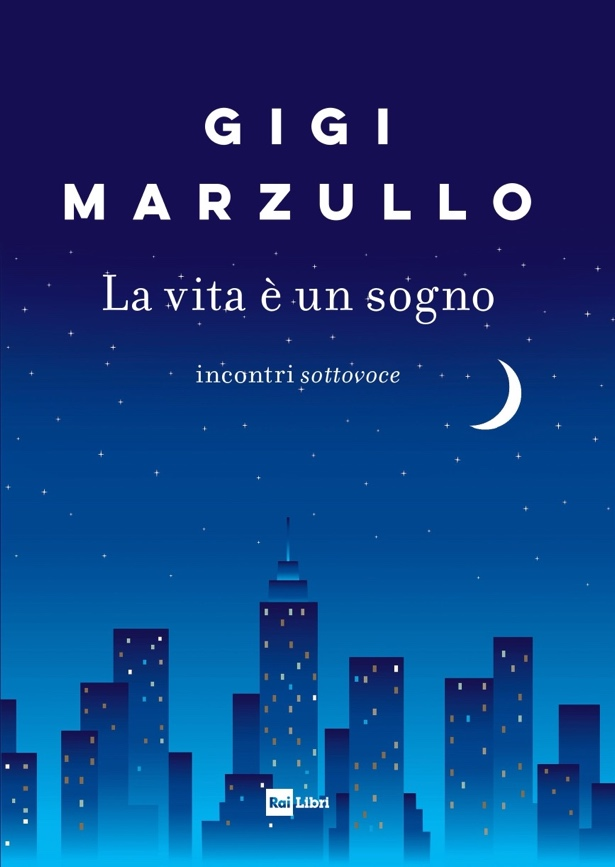 GIGI
MARZULLO
La vita è un sogno
incontri sottovoce
Rai Libri